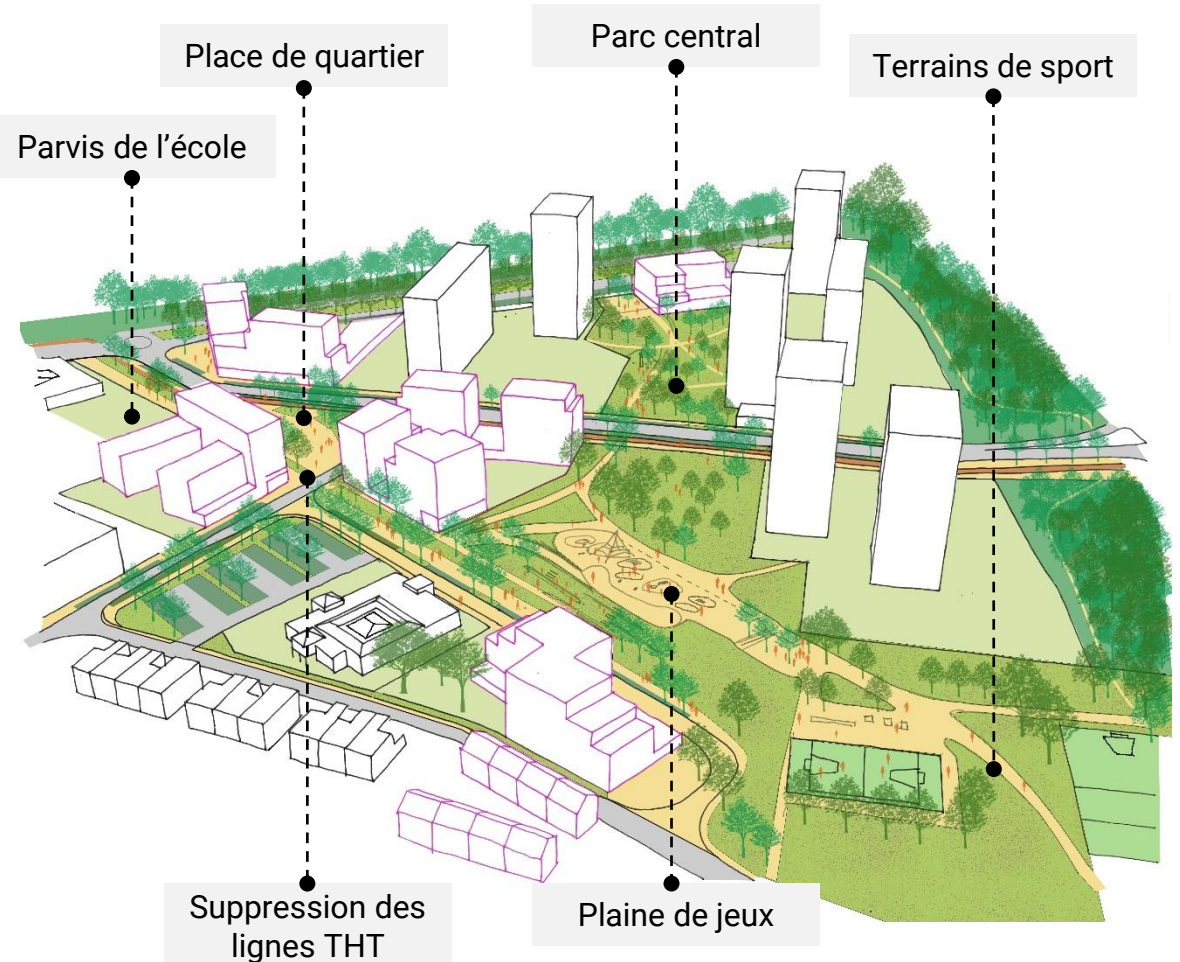 Parc central
Place de quartier
Terrains de sport
Parvis de l’école
Suppression des
lignes THT
Plaine de jeux